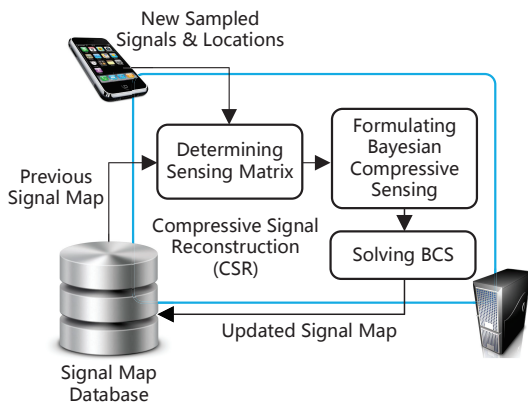 New Sampled
Signals & Locations
Determining
Sensing Matrix
Formulating
Bayesian
Compressive
Sensing
Previous
Signal Map
Compressive Signal
Reconstruction
(CSR)
Solving BCS
Updated Signal Map
Signal Map
Database